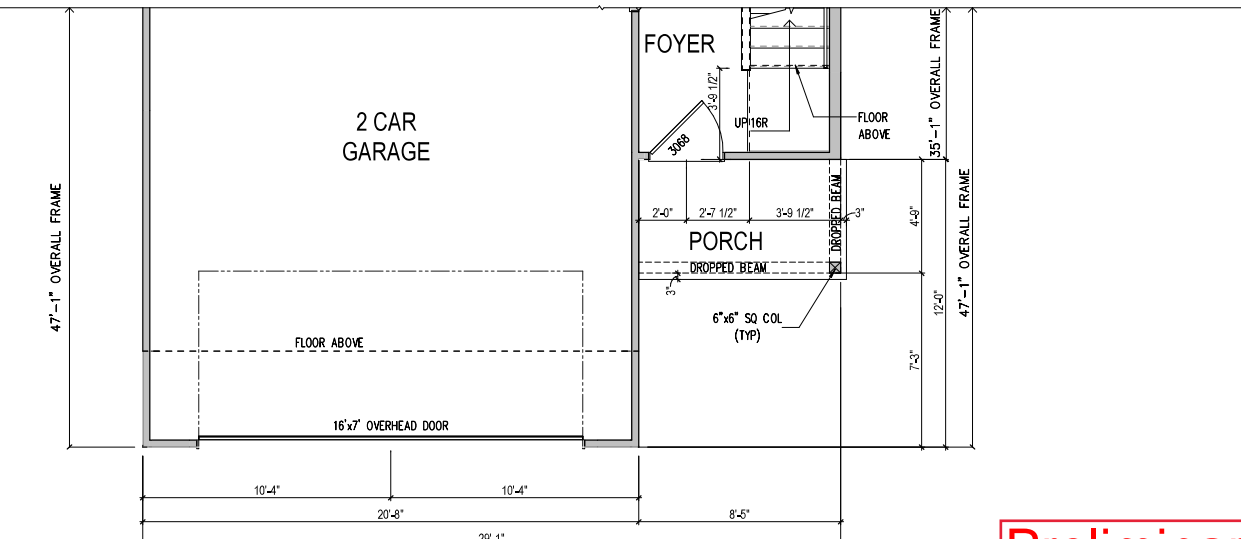 FOYER
35'-1" OVERALL FRAME
3'-9 1/2"
UP 16R
FLOOR
ABOVE
2 CAR
GARAGE
3068
47'-1" OVERALL FRAME
2'-0"
2'-7 1/2"
3'-9 1/2"
3"
DROPPED BEAM
4'-9"
PORCH
DROPPED BEAM
3"
47'-1" OVERALL FRAME
12'-0"
6"x6" SQ COL
(TYP)
FLOOR ABOVE
7'-3"
16'x7' OVERHEAD DOOR
10'-4"
10'-4"
20'-8"
8'-5"
29'-1"